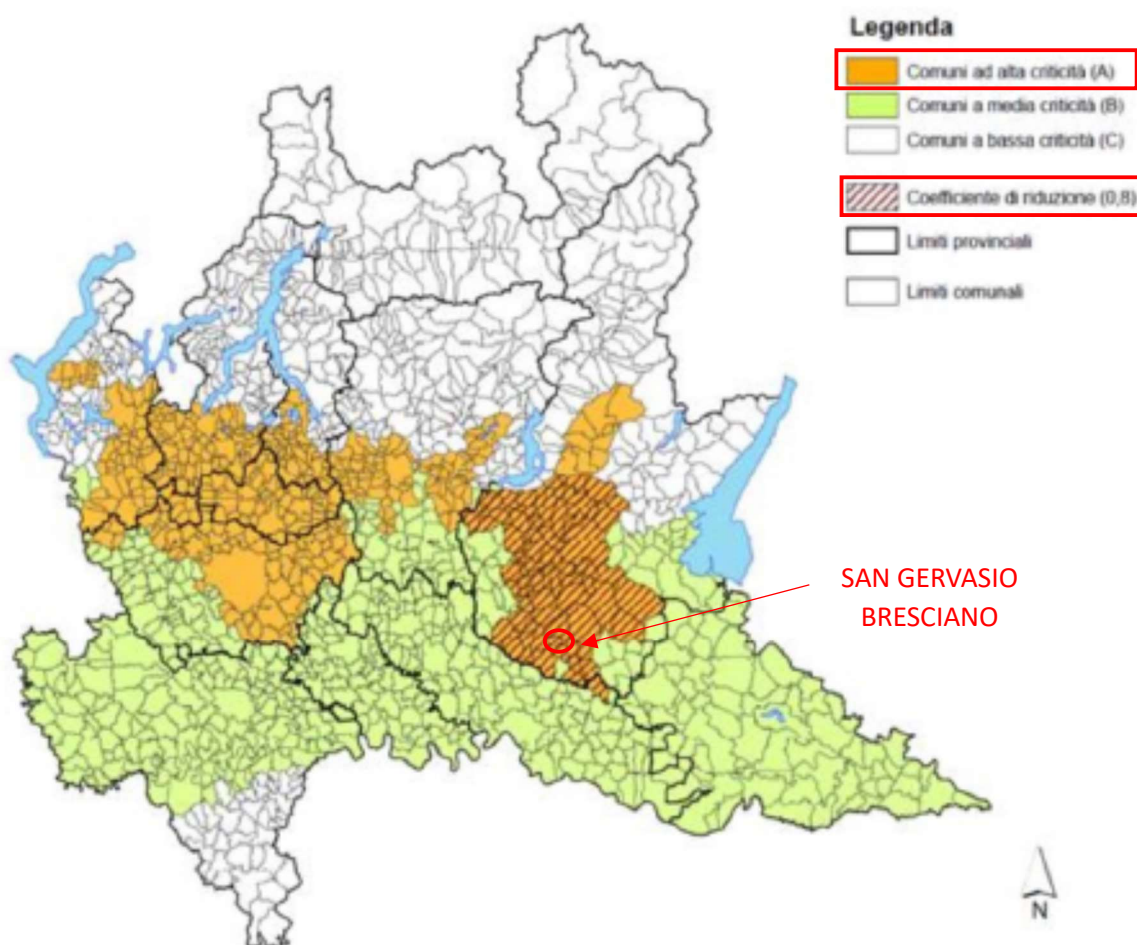 Legenda
Comuni ad alta criticità (A)
Comuni a media criticità (B)
Comuni a bassa criticità (C)
Coefficiente di riduzione (0,8)
Limiti provinciali
Limiti comunali
SAN GERVASIO
BRESCIANO
N